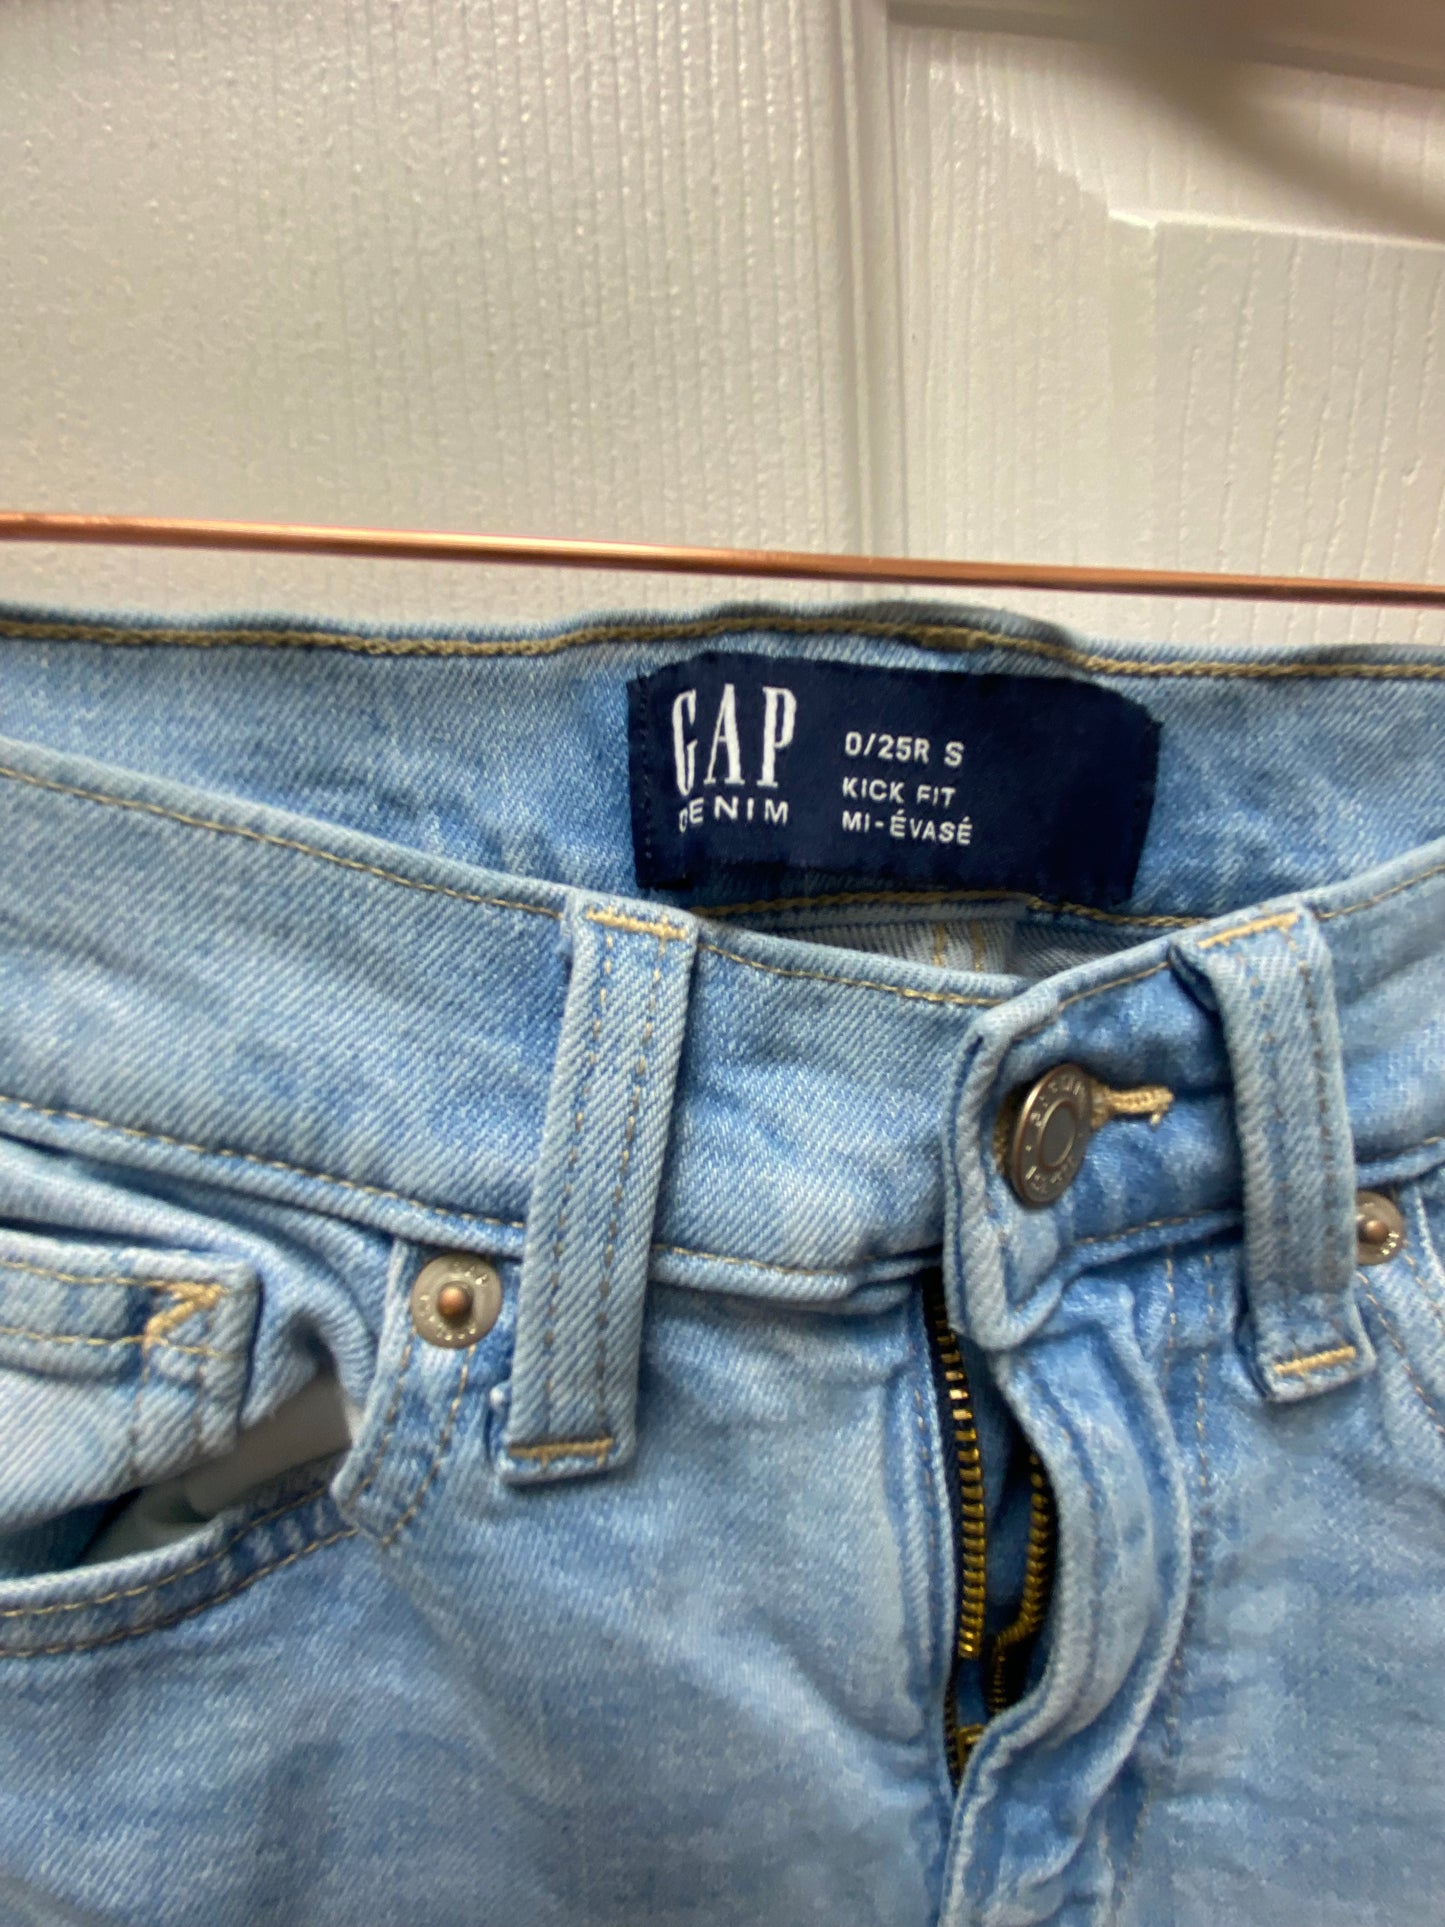 GAP
DENIM
0/25R S
KICK FIT
MI-ÉVASÉ